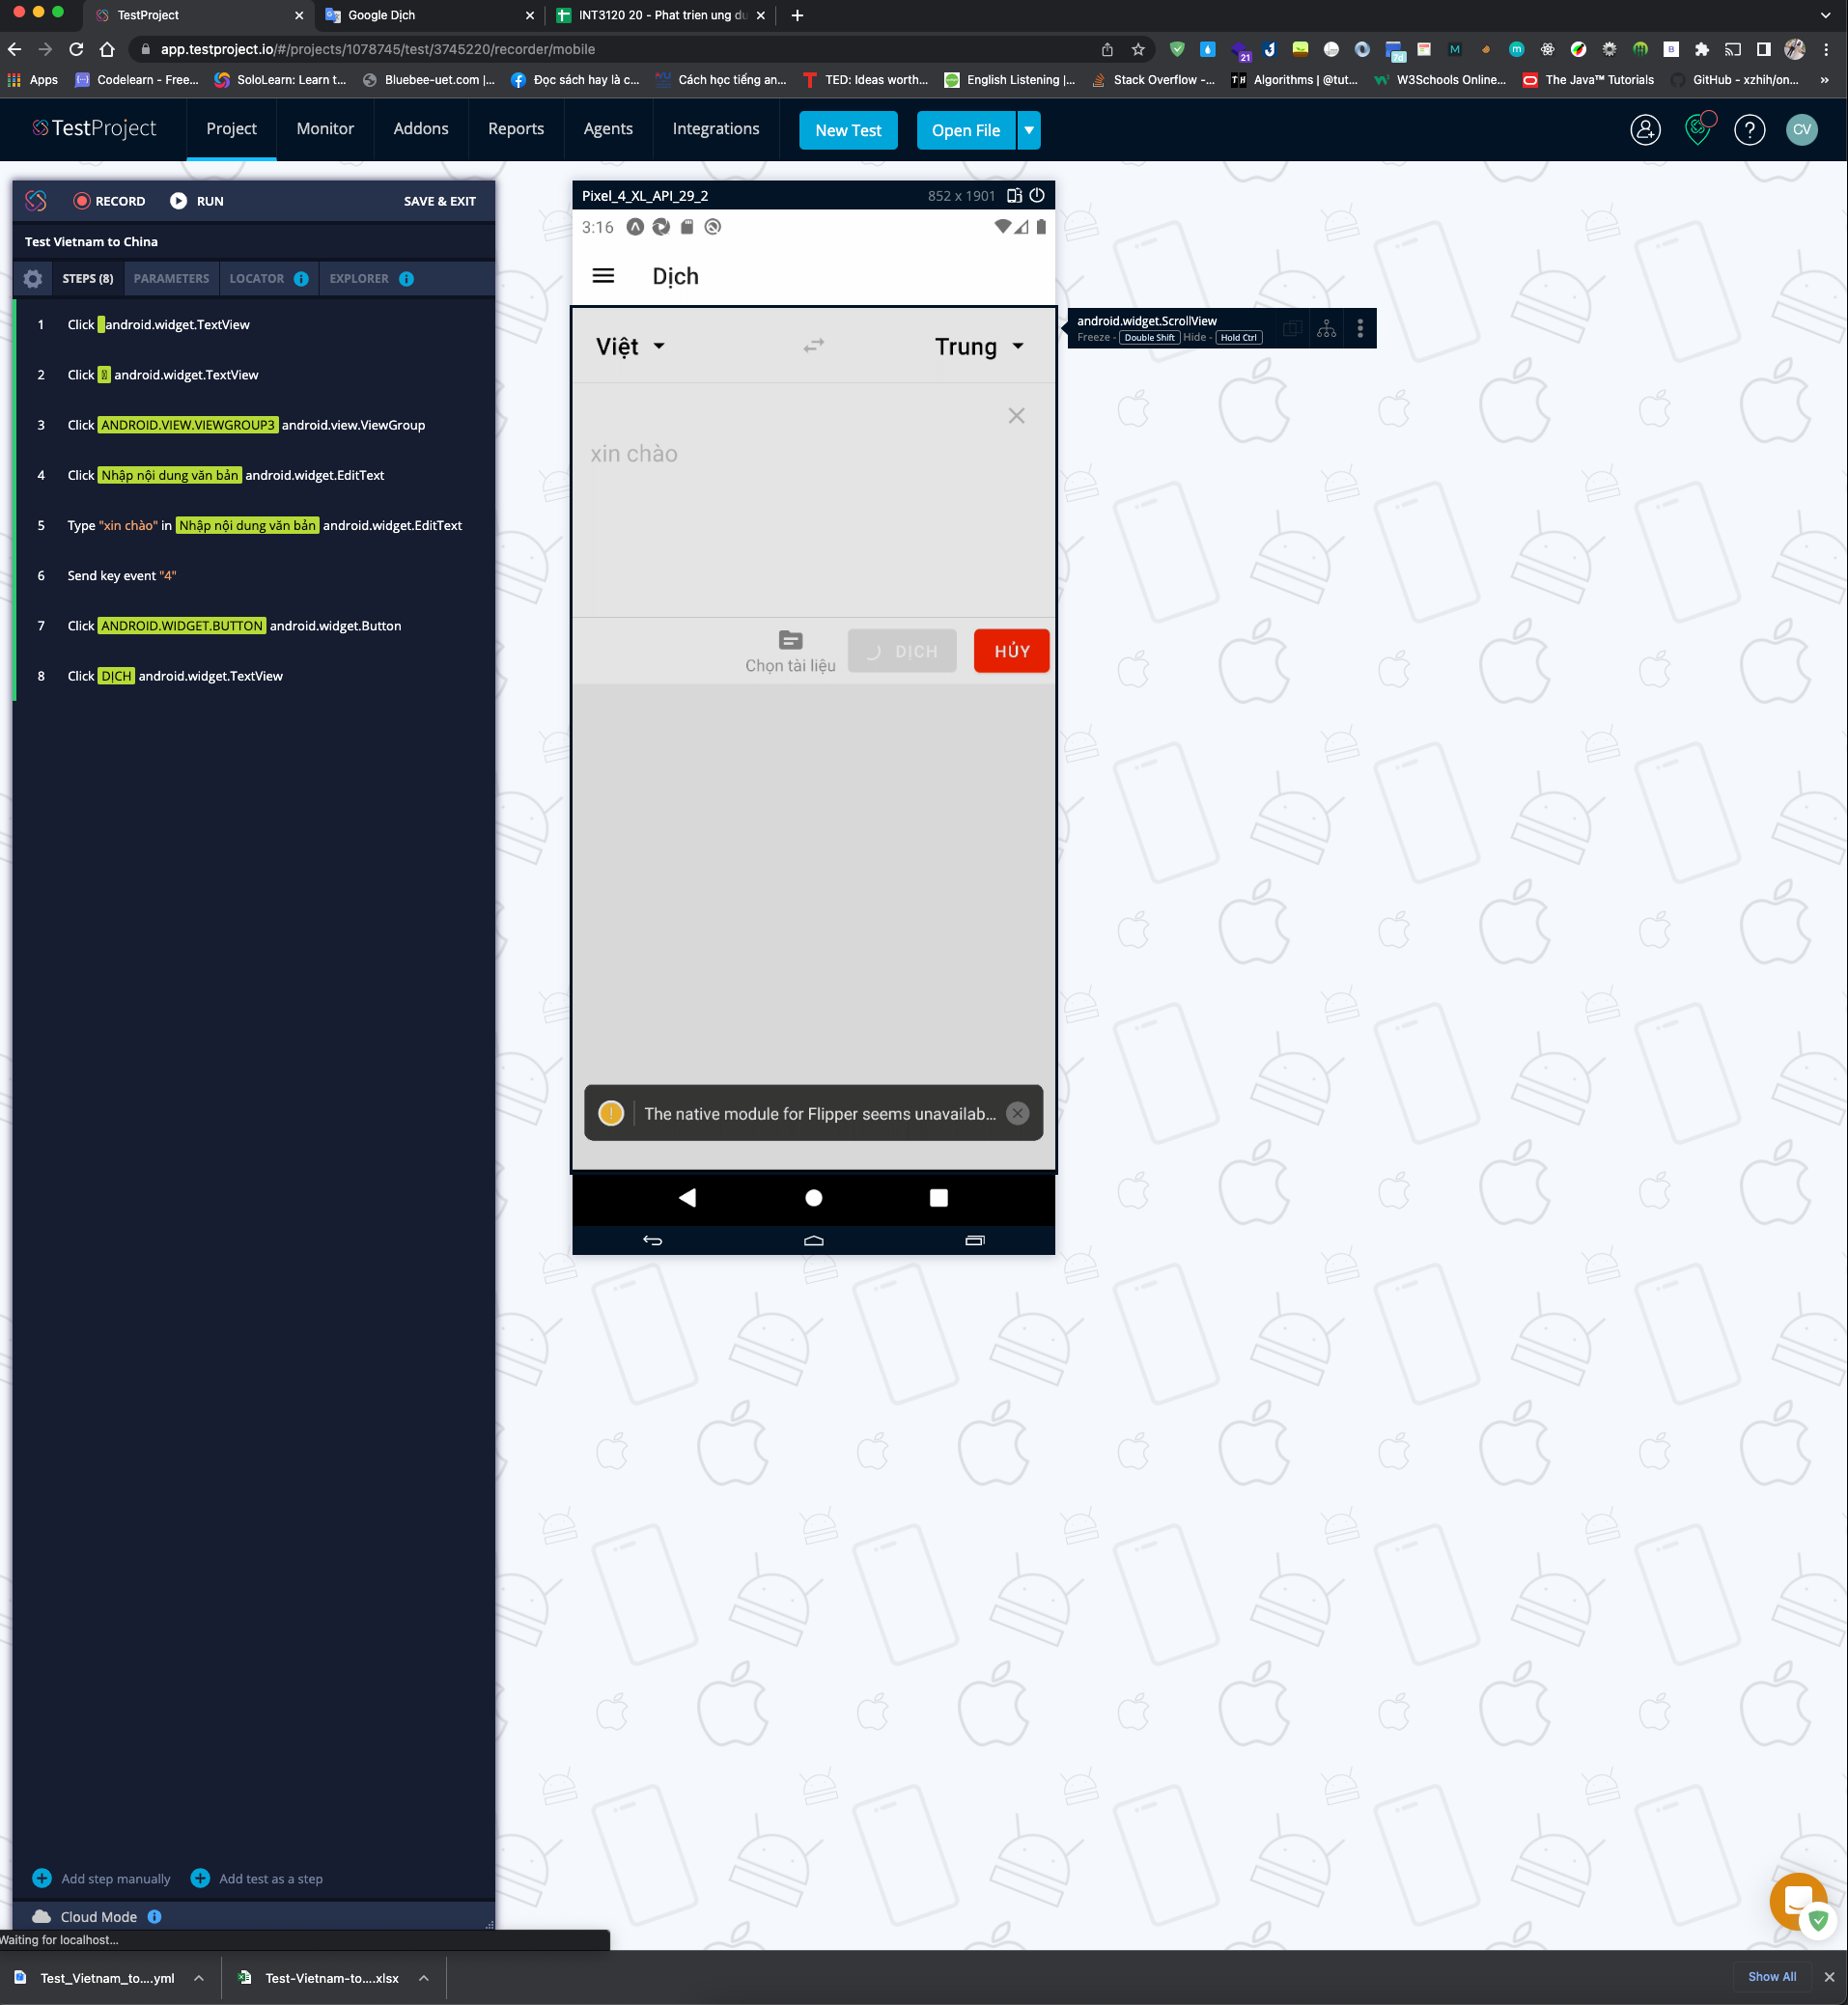 TestProject
Google Dịch
INT3120 20 - Phat trien ung dụ
app.testproject.io/#/projects/1078745/test/3745220/recorder/mobile
21
7d
Apps
Codelearn - Free...
SoloLearn: Learn t...
Bluebee-uet.com |...
Đọc sách hay là c...
Cách học tiếng an...
TED: Ideas worth...
English Listening |...
Stack Overflow -...
Algorithms | @tut...
W3Schools Online...
The Java™ Tutorials
GitHub - xzhih/on...
TestProject
Project
Monitor
Addons
Reports
Agents
Integrations
New Test
Open File
CV
RECORD
RUN
SAVE & EXIT
Test Vietnam to China
STEPS (8)
PARAMETERS
LOCATOR
EXPLORER
1 Click android.widget.TextView
2 Click android.widget.TextView
3 Click ANDROID.VIEW.VIEWGROUP3 android.view.ViewGroup
4 Click Nhập nội dung văn bản android.widget.EditText
5 Type "xin chào" in Nhập nội dung văn bản android.widget.EditText
6 Send key event "4"
7 Click ANDROID.WIDGET.BUTTON android.widget.Button
8 Click DỊCH android.widget.TextView
Add step manually
Add test as a step
Cloud Mode
Waiting for localhost...
Pixel_4_XL_API_29_2
852 x 1901
3:16
Dịch
Việt
Trung
xin chào
Chọn tài liệu
DỊCH
HỦY
The native module for Flipper seems unavailab...
android.widget.ScrollView
Freeze - Double Shift Hide - Hold Ctrl
Test_Vietnam_to....yml
Test-Vietnam-to....xlsx
Show All